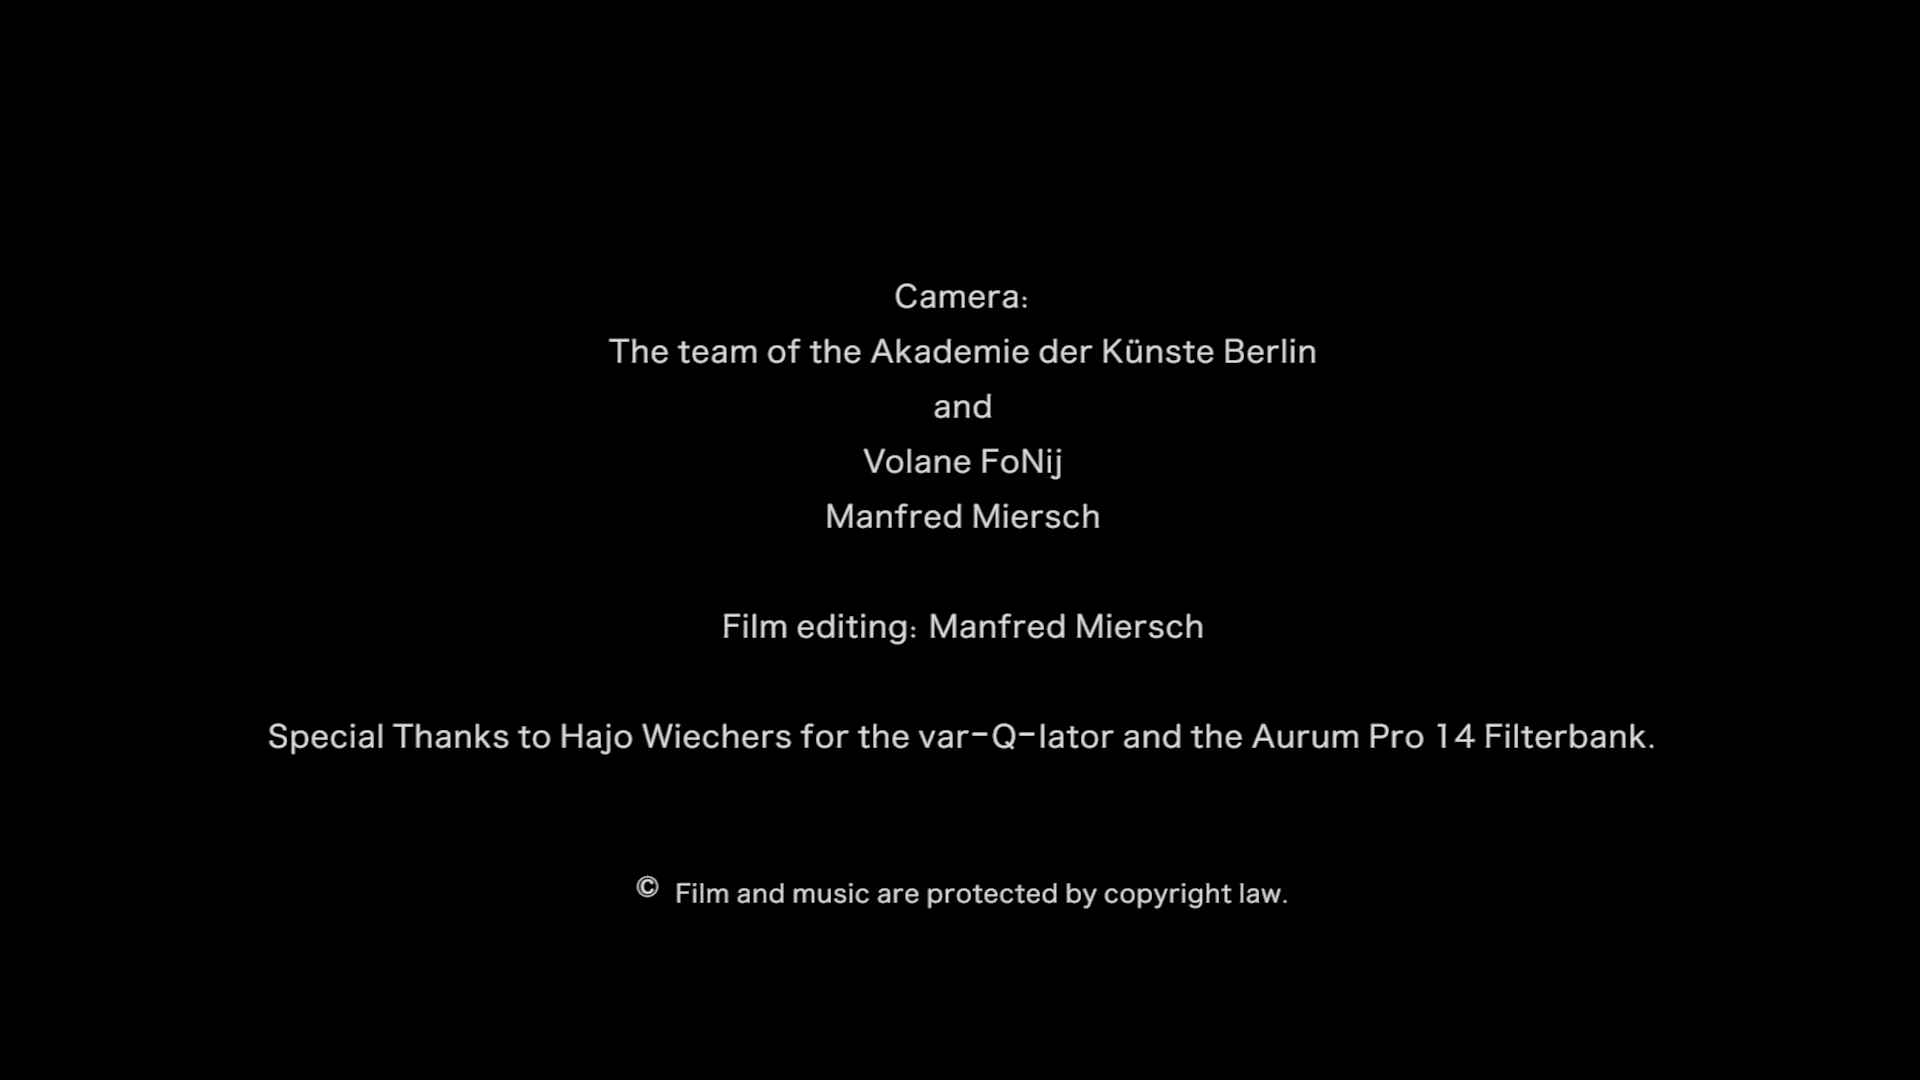 Camera:
The team of the Akademie der Künste Berlin
and
Volane FoNij
Manfred Miersch
Film editing: Manfred Miersch
Special Thanks to Hajo Wiechers for the var-Q-lator and the Aurum Pro 14 Filterbank.
© Film and music are protected by copyright law.